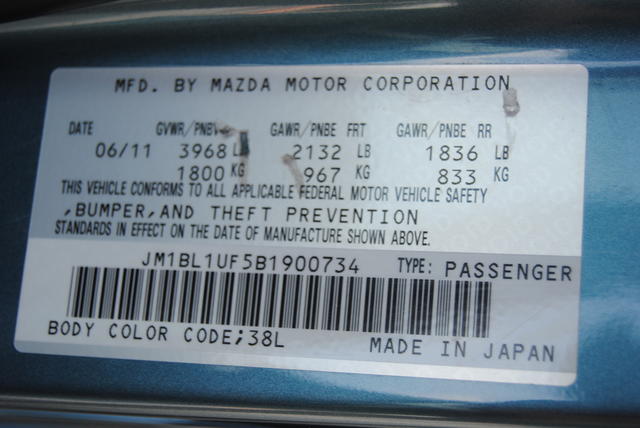 MFD. BY MAZDA MOTOR CORPORATION
DATE GVWR/PNBV GAWR/PNBE FRT GAWR/PNBE RR
06/11 3968 LB 2132 LB 1836 LB
1800 KG 967 KG 833 KG
THIS VEHICLE CONFORMS TO ALL APPLICABLE FEDERAL MOTOR VEHICLE SAFETY
,BUMPER,AND THEFT PREVENTION
STANDARDS IN EFFECT ON THE DATE OF MANUFACTURE SHOWN ABOVE.
JM1BL1UF5B1900734 TYPE: PASSENGER
BODY COLOR CODE;38L
MADE IN JAPAN